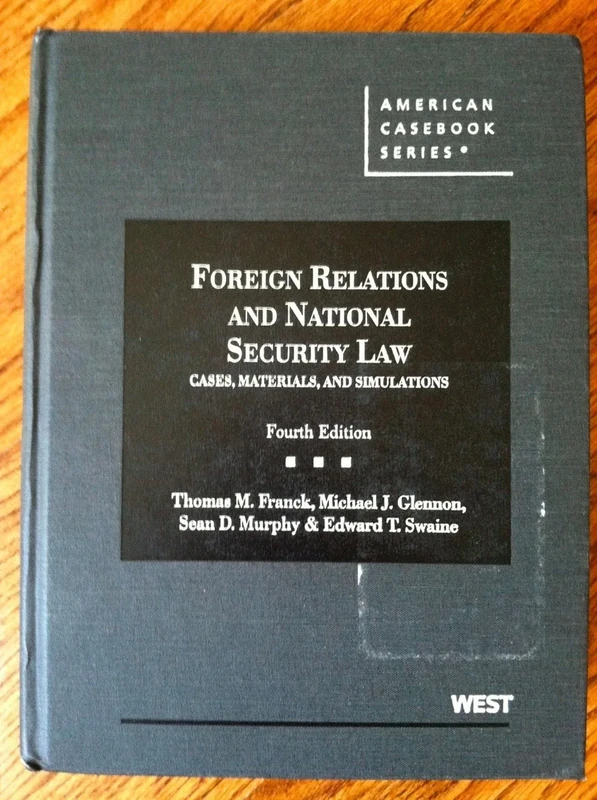 AMERICAN
CASEBOOK
SERIES®
FOREIGN RELATIONS
AND NATIONAL
SECURITY LAW
CASES, MATERIALS, AND SIMULATIONS
Fourth Edition
Thomas M. Franck, Michael J. Glennon,
Sean D. Murphy & Edward T. Swaine
WEST